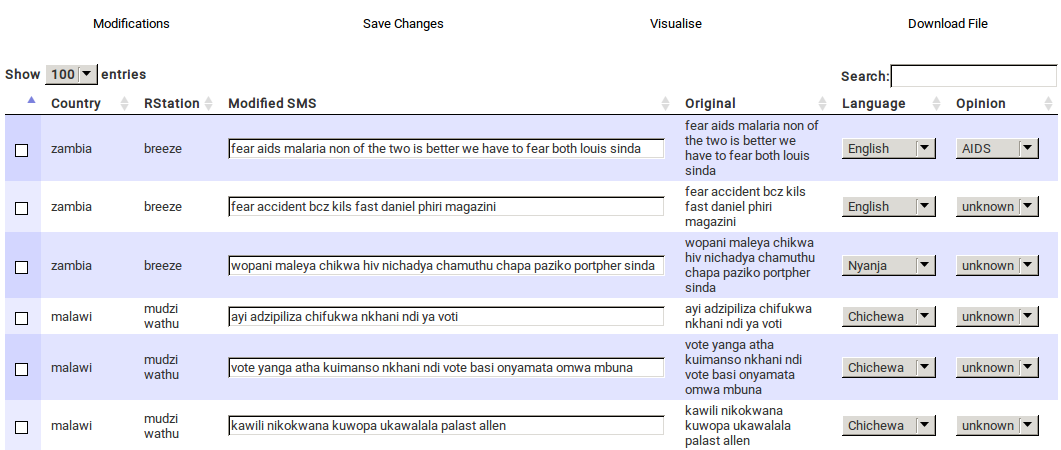 Modifications Save Changes Visualise Download File
Show 100 entries Search:
Country RStation Modified SMS Original Language Opinion
zambia breeze fear aids malaria non of the two is better we have to fear both louis sinda
fear aids malaria non of
the two is better we
have to fear both louis
sinda
English AIDS
zambia breeze fear accident bcz kils fast daniel phiri magazini
fear accident bcz kils
fast daniel phiri
magazini
English unknown
zambia breeze wopani maleya chikwa hiv nichadya chamuthu chapa paziko portpher sinda
wopani maleya chikwa
hiv nichadya chamuthu
chapa paziko portpher
sinda
Nyanja unknown
malawi
mudzi
wathu
ayi adzipiliza chifukwa nkhani ndi ya voti
ayi adzipiliza chifukwa
nkhani ndi ya voti
Chichewa unknown
malawi
mudzi
wathu
vote yanga atha kuimanso nkhani ndi vote basi onyamata omwa mbuna
vote yanga atha
kuimanso nkhani ndi
vote basi onyamata
omwa mbuna
Chichewa unknown
malawi
mudzi
wathu
kawili nikokwana kuwopa ukawalala palast allen
kawili nikokwana
kuwopa ukawalala
palast allen
Chichewa unknown